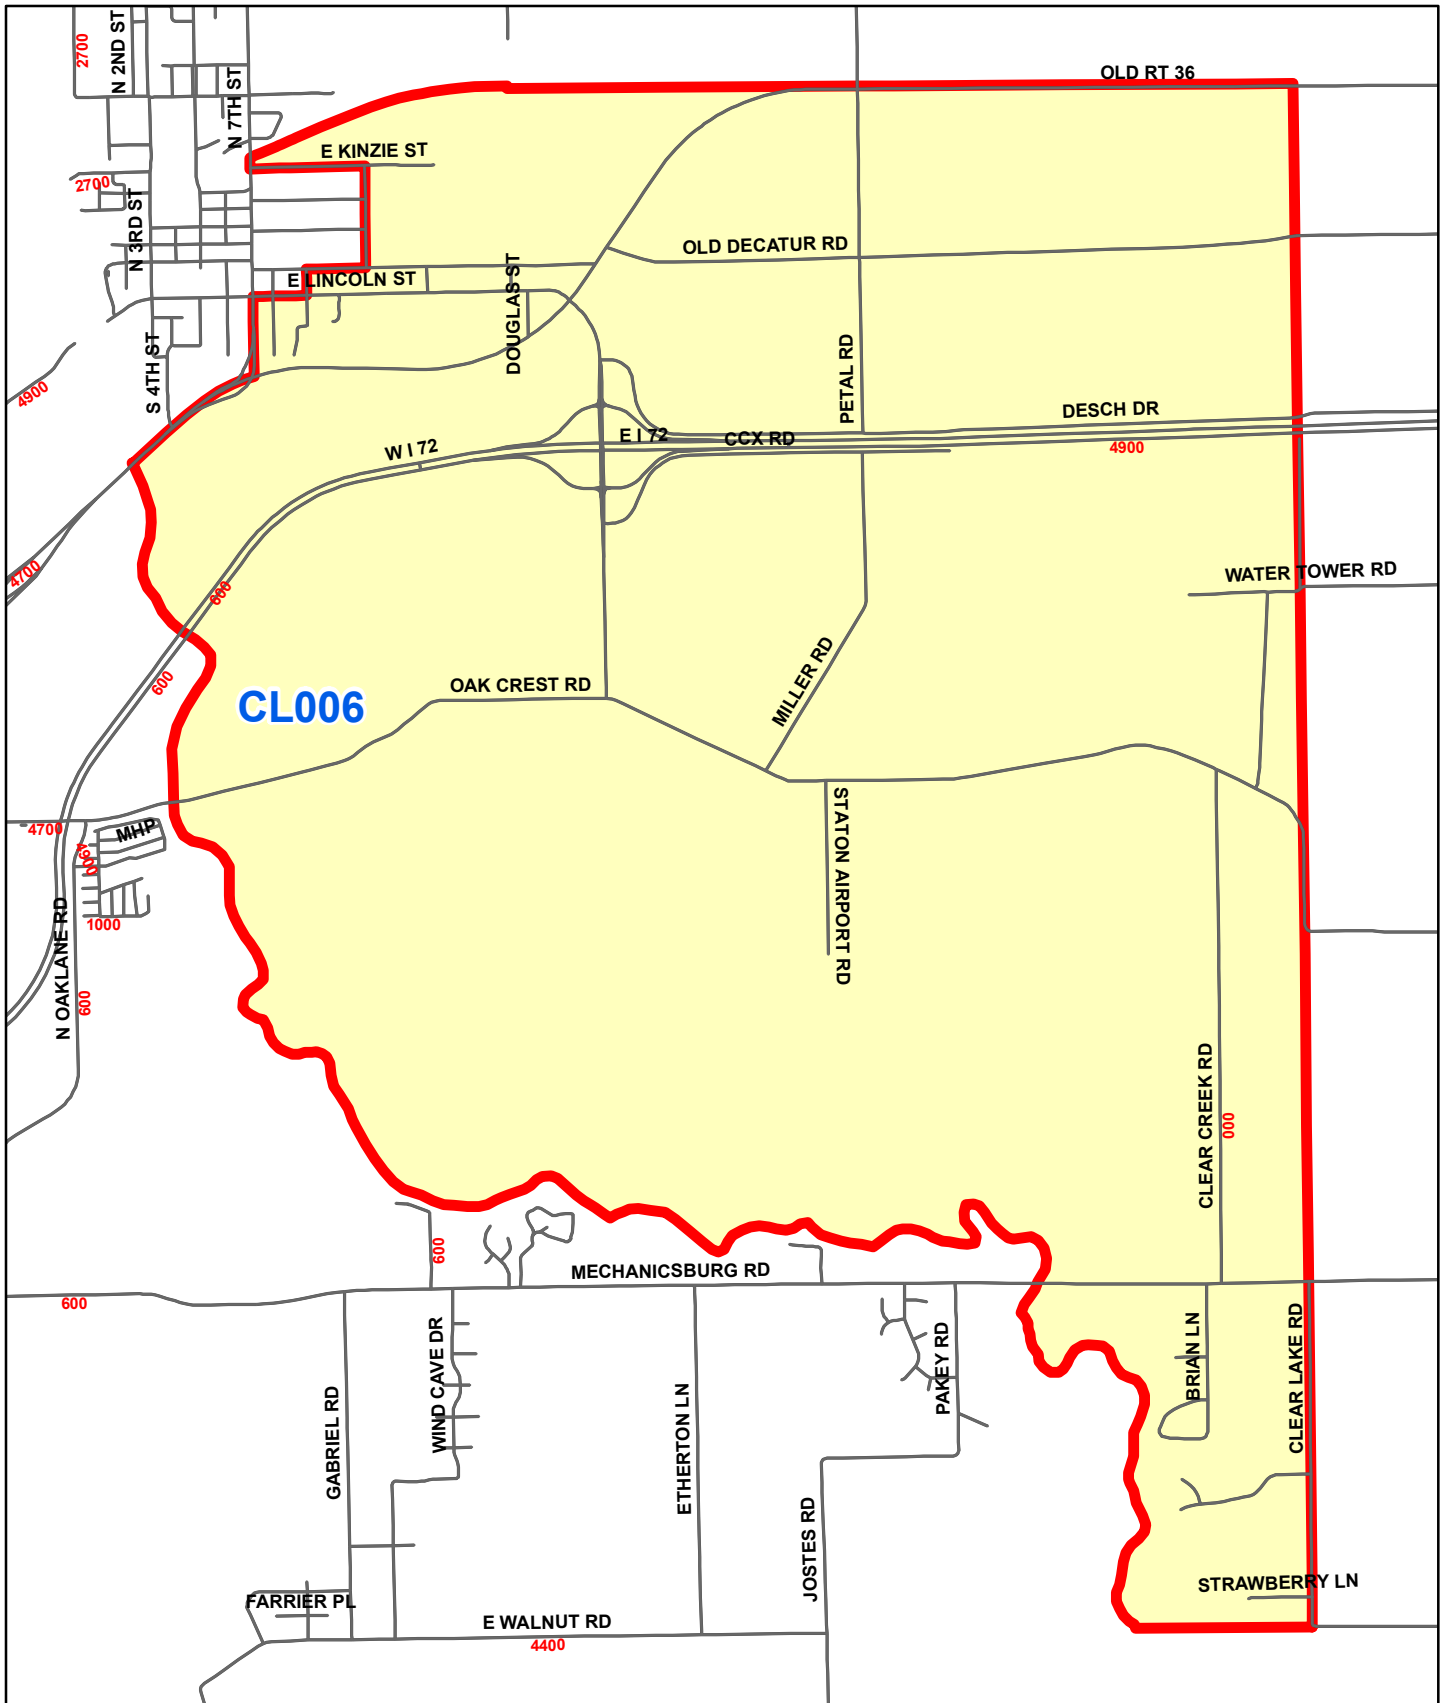 2700
N 2ND ST
N 7TH ST
OLD RT 36
E KINZIE ST
2700
N 3RD ST
OLD DECATUR RD
E LINCOLN ST
DOUGLAS ST
S 4TH ST
4900
PETAL RD
DESCH DR
W I 72
E I 72
CCX RD
4900
4700
600
WATER TOWER RD
600
CL006
OAK CREST RD
MILLER RD
4700
MHP
4600
1000
STATON AIRPORT RD
N OAKLANE RD
600
CLEAR CREEK RD
000
600
MECHANICSBURG RD
600
GABRIEL RD
WIND CAVE DR
ETHERTON LN
PAKEY RD
BRIAN LN
CLEAR LAKE RD
JOSTES RD
STRAWBERRY LN
FARRIER PL
E WALNUT RD
4400